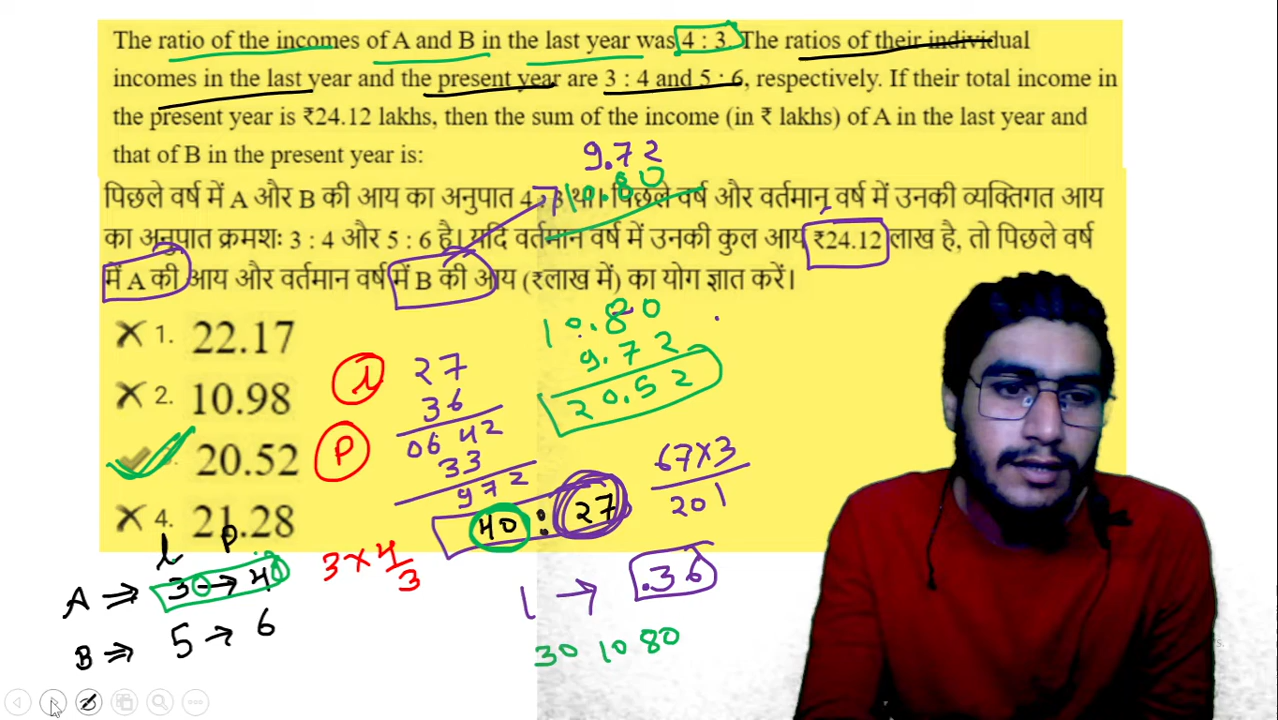 The ratio of the incomes of A and B in the last year was 4 : 3. The ratios of their individual
incomes in the last year and the present year are 3 : 4 and 5 : 6, respectively. If their total income in
the present year is ₹24.12 lakhs, then the sum of the income (in ₹ lakhs) of A in the last year and
that of B in the present year is:
9.72
10.80
पिछले वर्ष में A और B की आय का अनुपात 4 : 3 था। पिछले वर्ष और वर्तमान वर्ष में उनकी व्यक्तिगत आय
का अनुपात क्रमशः 3 : 4 और 5 : 6 है। यदि वर्तमान वर्ष में उनकी कुल आय ₹24.12 लाख है, तो पिछले वर्ष
में A की आय और वर्तमान वर्ष में B की आय (₹लाख में) का योग ज्ञात करें।
1. 22.17
2. 10.98
20.52
4. 21.28
l
P
27
36
06 42
33
972
10.80
9.72
20.52
67×3
201
40 : 27
l P
A ⇒ 3 → 4
B ⇒ 5 → 6
3 × 4/3
1 → .36
30 10 80